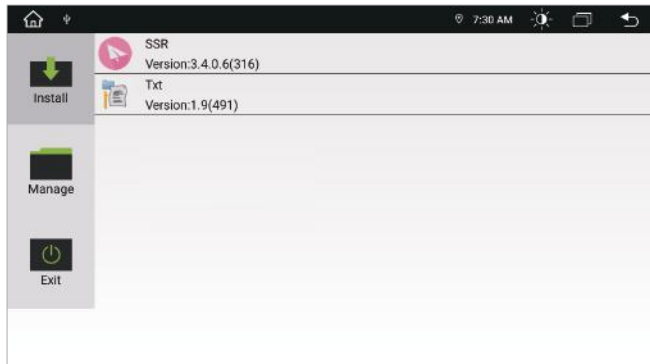 7:30 AM
Install
SSR
Version:3.4.0.6(316)
Txt
Version:1.9(491)
Manage
Exit